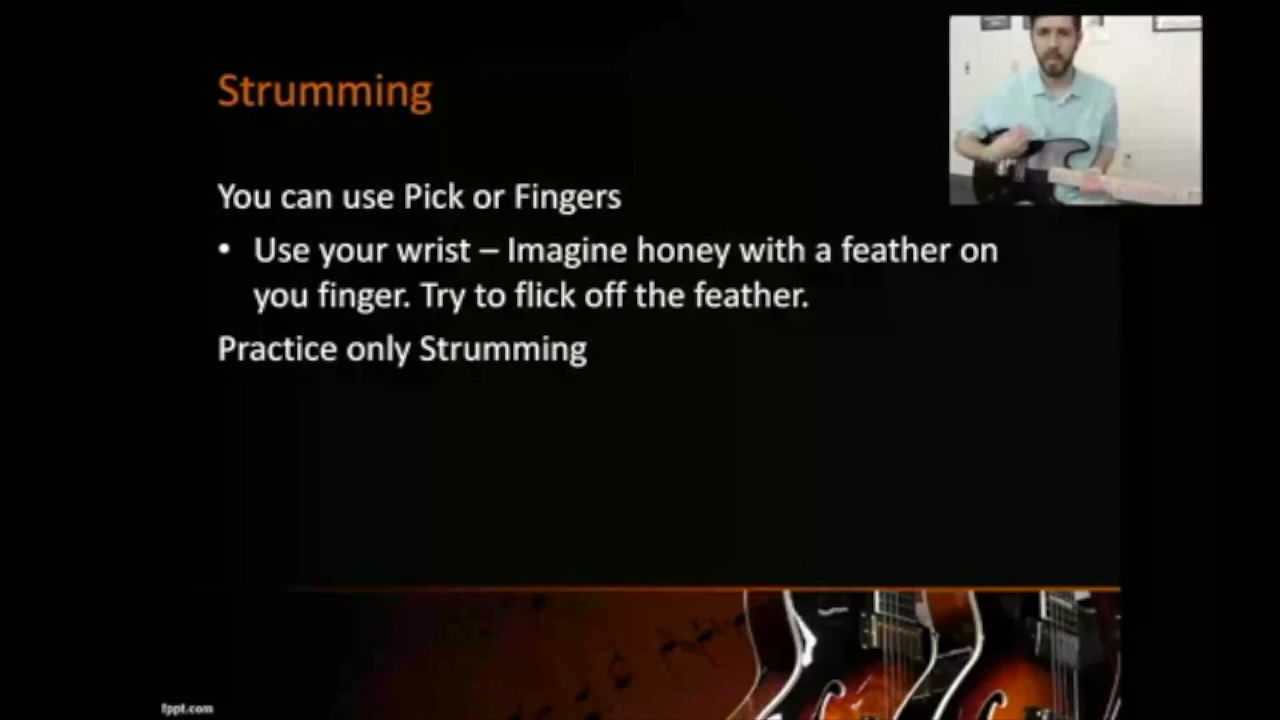 Strumming
You can use Pick or Fingers
• Use your wrist – Imagine honey with a feather on
you finger. Try to flick off the feather.
Practice only Strumming
fppt.com